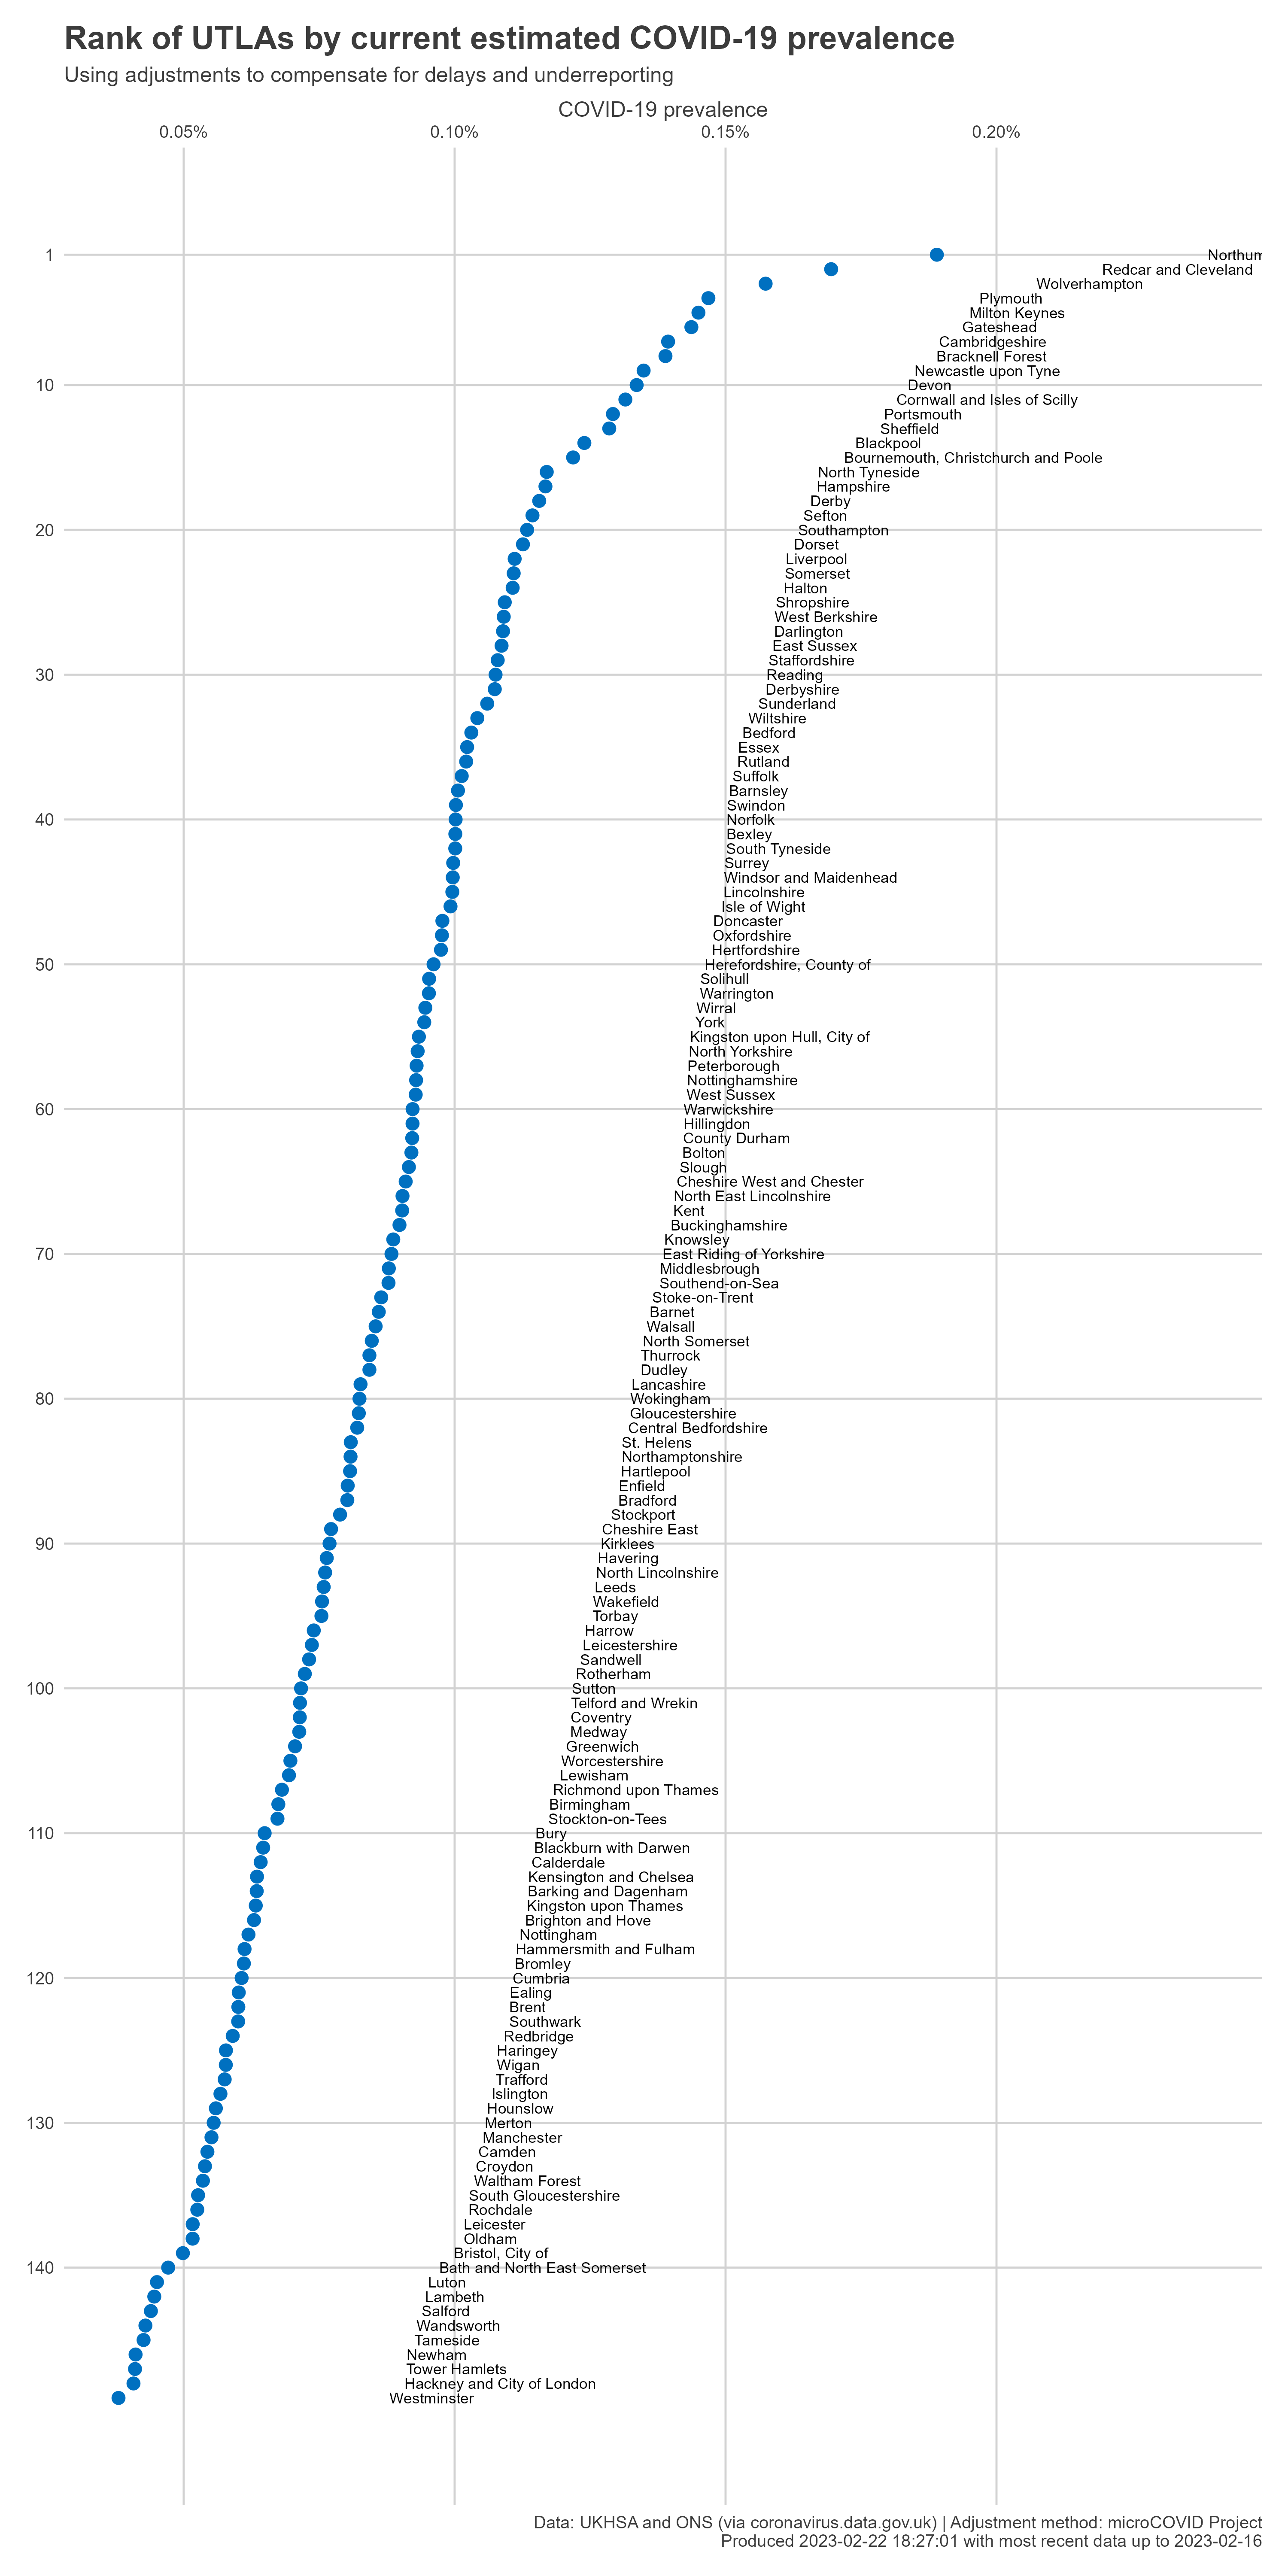 Rank of UTLAs by current estimated COVID-19 prevalence
Using adjustments to compensate for delays and underreporting
COVID-19 prevalence
0.05% 0.10% 0.15% 0.20%
1 Northum
Redcar and Cleveland
Wolverhampton
Plymouth
Milton Keynes
Gateshead
Cambridgeshire
Bracknell Forest
Newcastle upon Tyne
10 Devon
Cornwall and Isles of Scilly
Portsmouth
Sheffield
Blackpool
Bournemouth, Christchurch and Poole
North Tyneside
Hampshire
Derby
Sefton
20 Southampton
Dorset
Liverpool
Somerset
Halton
Shropshire
West Berkshire
Darlington
East Sussex
Staffordshire
30 Reading
Derbyshire
Sunderland
Wiltshire
Bedford
Essex
Rutland
Suffolk
Barnsley
Swindon
40 Norfolk
Bexley
South Tyneside
Surrey
Windsor and Maidenhead
Lincolnshire
Isle of Wight
Doncaster
Oxfordshire
Hertfordshire
50 Herefordshire, County of
Solihull
Warrington
Wirral
York
Kingston upon Hull, City of
North Yorkshire
Peterborough
Nottinghamshire
West Sussex
60 Warwickshire
Hillingdon
County Durham
Bolton
Slough
Cheshire West and Chester
North East Lincolnshire
Kent
Buckinghamshire
Knowsley
70 East Riding of Yorkshire
Middlesbrough
Southend-on-Sea
Stoke-on-Trent
Barnet
Walsall
North Somerset
Thurrock
Dudley
Lancashire
80 Wokingham
Gloucestershire
Central Bedfordshire
St. Helens
Northamptonshire
Hartlepool
Enfield
Bradford
Stockport
Cheshire East
90 Kirklees
Havering
North Lincolnshire
Leeds
Wakefield
Torbay
Harrow
Leicestershire
Sandwell
Rotherham
100 Sutton
Telford and Wrekin
Coventry
Medway
Greenwich
Worcestershire
Lewisham
Richmond upon Thames
Birmingham
Stockton-on-Tees
110 Bury
Blackburn with Darwen
Calderdale
Kensington and Chelsea
Barking and Dagenham
Kingston upon Thames
Brighton and Hove
Nottingham
Hammersmith and Fulham
Bromley
120 Cumbria
Ealing
Brent
Southwark
Redbridge
Haringey
Wigan
Trafford
Islington
Hounslow
130 Merton
Manchester
Camden
Croydon
Waltham Forest
South Gloucestershire
Rochdale
Leicester
Oldham
Bristol, City of
140 Bath and North East Somerset
Luton
Lambeth
Salford
Wandsworth
Tameside
Newham
Tower Hamlets
Hackney and City of London
Westminster
Data: UKHSA and ONS (via coronavirus.data.gov.uk) | Adjustment method: microCOVID Project
Produced 2023-02-22 18:27:01 with most recent data up to 2023-02-16